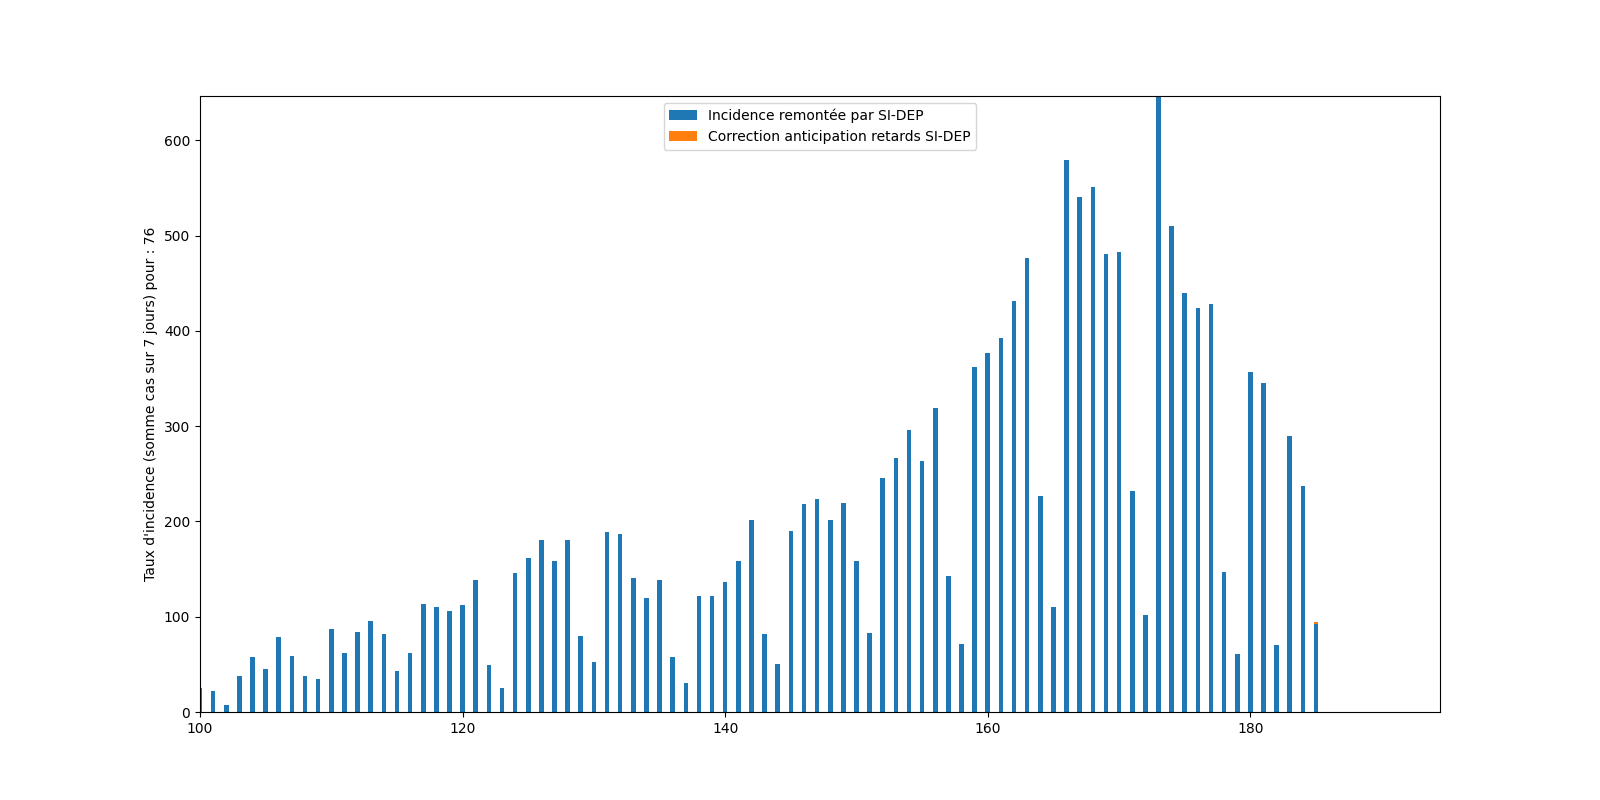 Incidence remontée par SI-DEP
Correction anticipation retards SI-DEP
Taux d'incidence (somme cas sur 7 jours) pour : 76
600
500
400
300
200
100
0
100 120 140 160 180